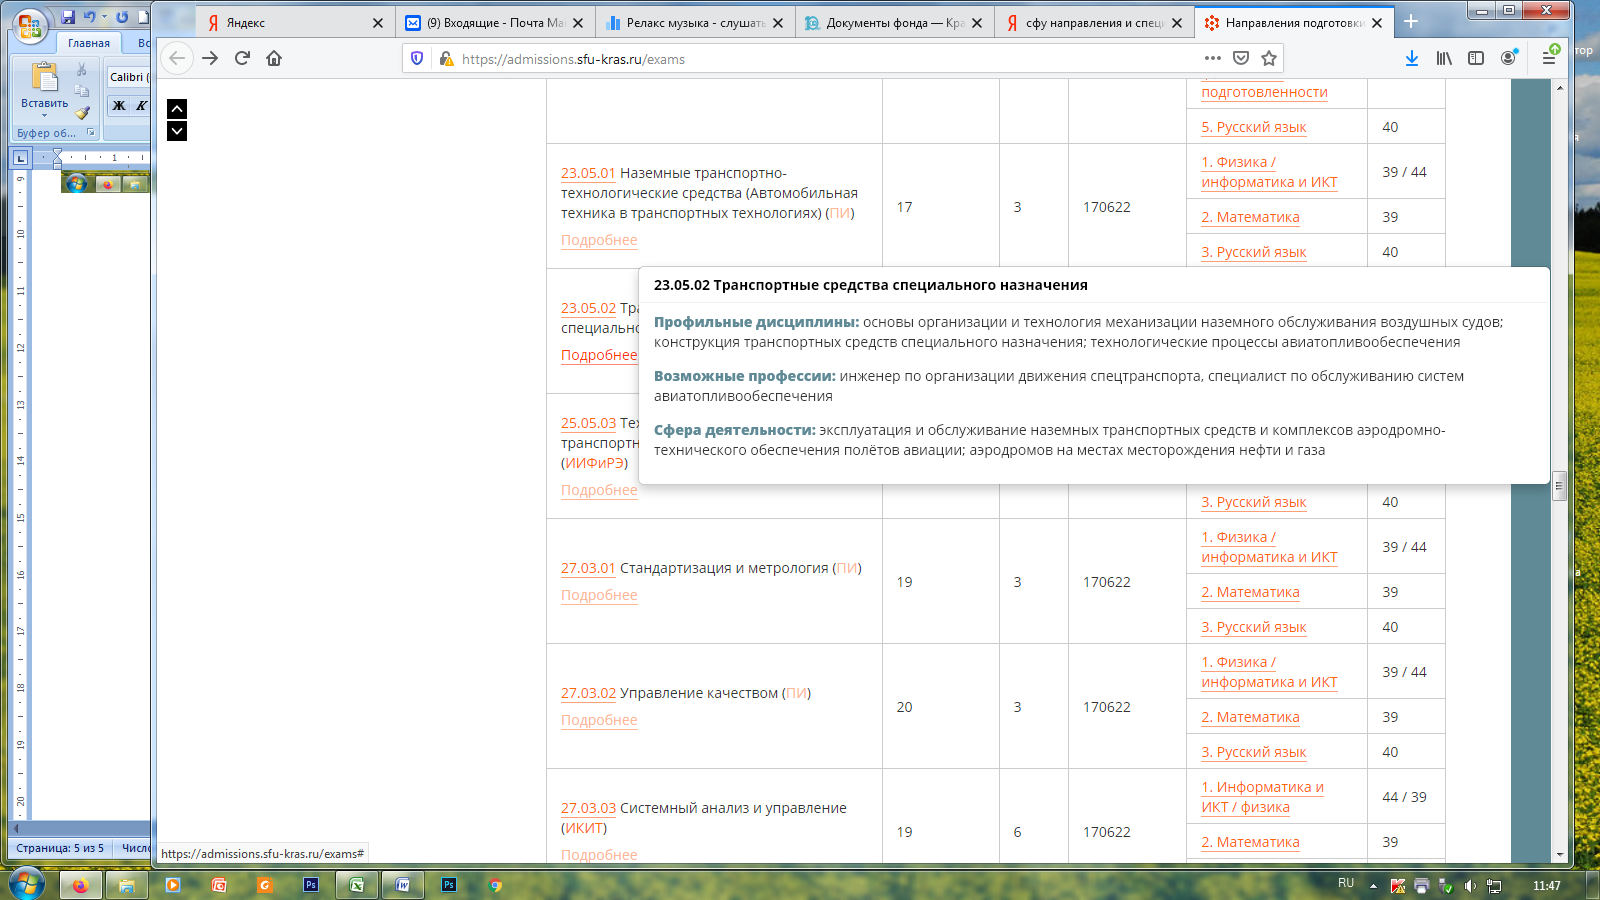 Яндекс
(9) Входящие - Почта Ма
Релакс музыка - слушат
Документы фонда — Кра
сфу направления и спец
Направления подготовки
Главная
Вс
https://admissions.sfu-kras.ru/exams
Calibri (
Вставить
Ж К
Буфер об...
подготовленности
5. Русский язык 40
23.05.01 Наземные транспортно-
технологические средства (Автомобильная
техника в транспортных технологиях) (ПИ)
Подробнее
17 3 170622
1. Физика /
информатика и ИКТ
39 / 44
2. Математика 39
3. Русский язык 40
23.05.02 Тра
специально
Подробнее
23.05.02 Транспортные средства специального назначения
Профильные дисциплины: основы организации и технология механизации наземного обслуживания воздушных судов;
конструкция транспортных средств специального назначения; технологические процессы авиатопливообеспечения
Возможные профессии: инженер по организации движения спецтранспорта, специалист по обслуживанию систем
авиатопливообеспечения
Сфера деятельности: эксплуатация и обслуживание наземных транспортных средств и комплексов аэродромно-
технического обеспечения полётов авиации; аэродромов на местах месторождения нефти и газа
25.05.03 Тех
транспортн
(ИИФиРЭ)
Подробнее
3. Русский язык 40
27.03.01 Стандартизация и метрология (ПИ)
Подробнее
19 3 170622
1. Физика /
информатика и ИКТ
39 / 44
2. Математика 39
3. Русский язык 40
27.03.02 Управление качеством (ПИ)
Подробнее
20 3 170622
1. Физика /
информатика и ИКТ
39 / 44
2. Математика 39
3. Русский язык 40
27.03.03 Системный анализ и управление
(ИКИТ)
Подробнее
19 6 170622
1. Информатика и
ИКТ / физика
44 / 39
2. Математика 39
https://admissions.sfu-kras.ru/exams#
Страница: 5 из 5
Число
RU
11:47